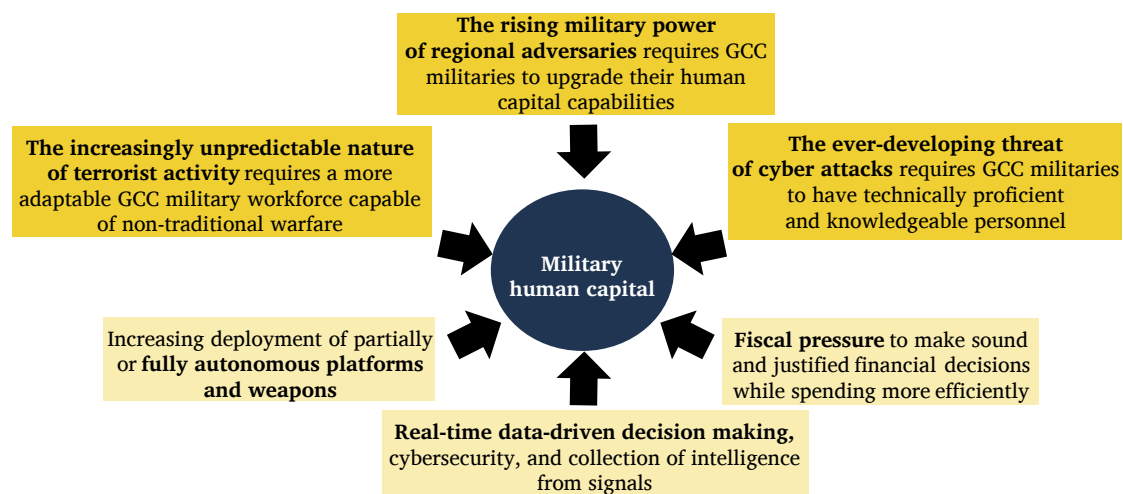 The rising military power
of regional adversaries requires GCC
militaries to upgrade their human
capital capabilities
The increasingly unpredictable nature
of terrorist activity requires a more
adaptable GCC military workforce capable
of non-traditional warfare
The ever-developing threat
of cyber attacks requires GCC militaries
to have technically proficient
and knowledgeable personnel
Military
human capital
Increasing deployment of partially
or fully autonomous platforms
and weapons
Fiscal pressure to make sound
and justified financial decisions
while spending more efficiently
Real-time data-driven decision making,
cybersecurity, and collection of intelligence
from signals